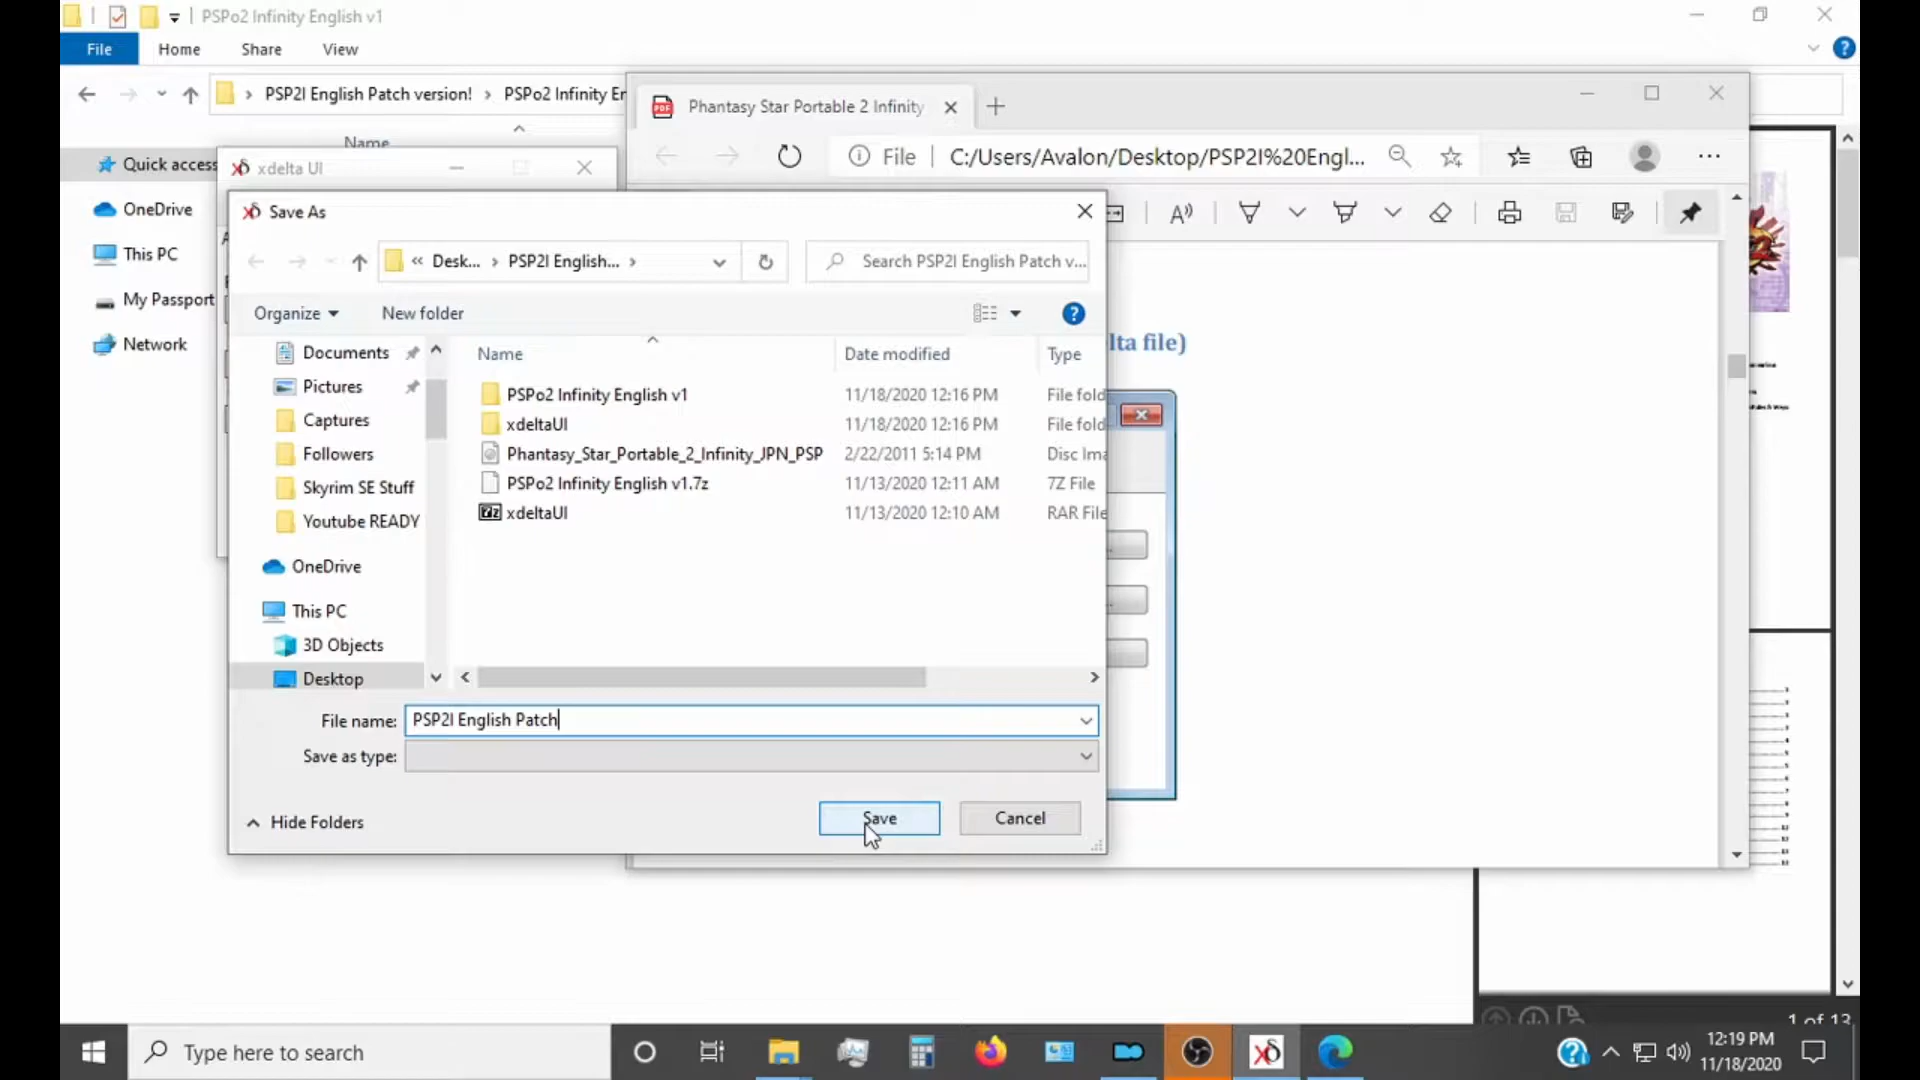 PSPo2 Infinity English v1
File Home Share View
PSP2I English Patch version! > PSPo2 Infinity Er
Phantasy Star Portable 2 Infinity
File C:/Users/Avalon/Desktop/PSP2I%20Engl...
Name
Quick access
OneDrive
This PC
My Passport
Network
xdelta UI
Save As
« Desk... > PSP2I English... >
Search PSP2I English Patch v...
Organize New folder
lta file)
Documents
Pictures
Captures
Followers
Skyrim SE Stuff
Youtube READY
OneDrive
This PC
3D Objects
Desktop
Name Date modified Type
PSPo2 Infinity English v1 11/18/2020 12:16 PM File fold
xdeltaUI 11/18/2020 12:16 PM File fold
Phantasy_Star_Portable_2_Infinity_JPN_PSP 2/22/2011 5:14 PM Disc Ima
PSPo2 Infinity English v1.7z 11/13/2020 12:11 AM 7Z File
xdeltaUI 11/13/2020 12:10 AM RAR File
File name: PSP2I English Patch
Save as type:
Hide Folders
Save Cancel
1 of 13
Type here to search
12:19 PM
11/18/2020